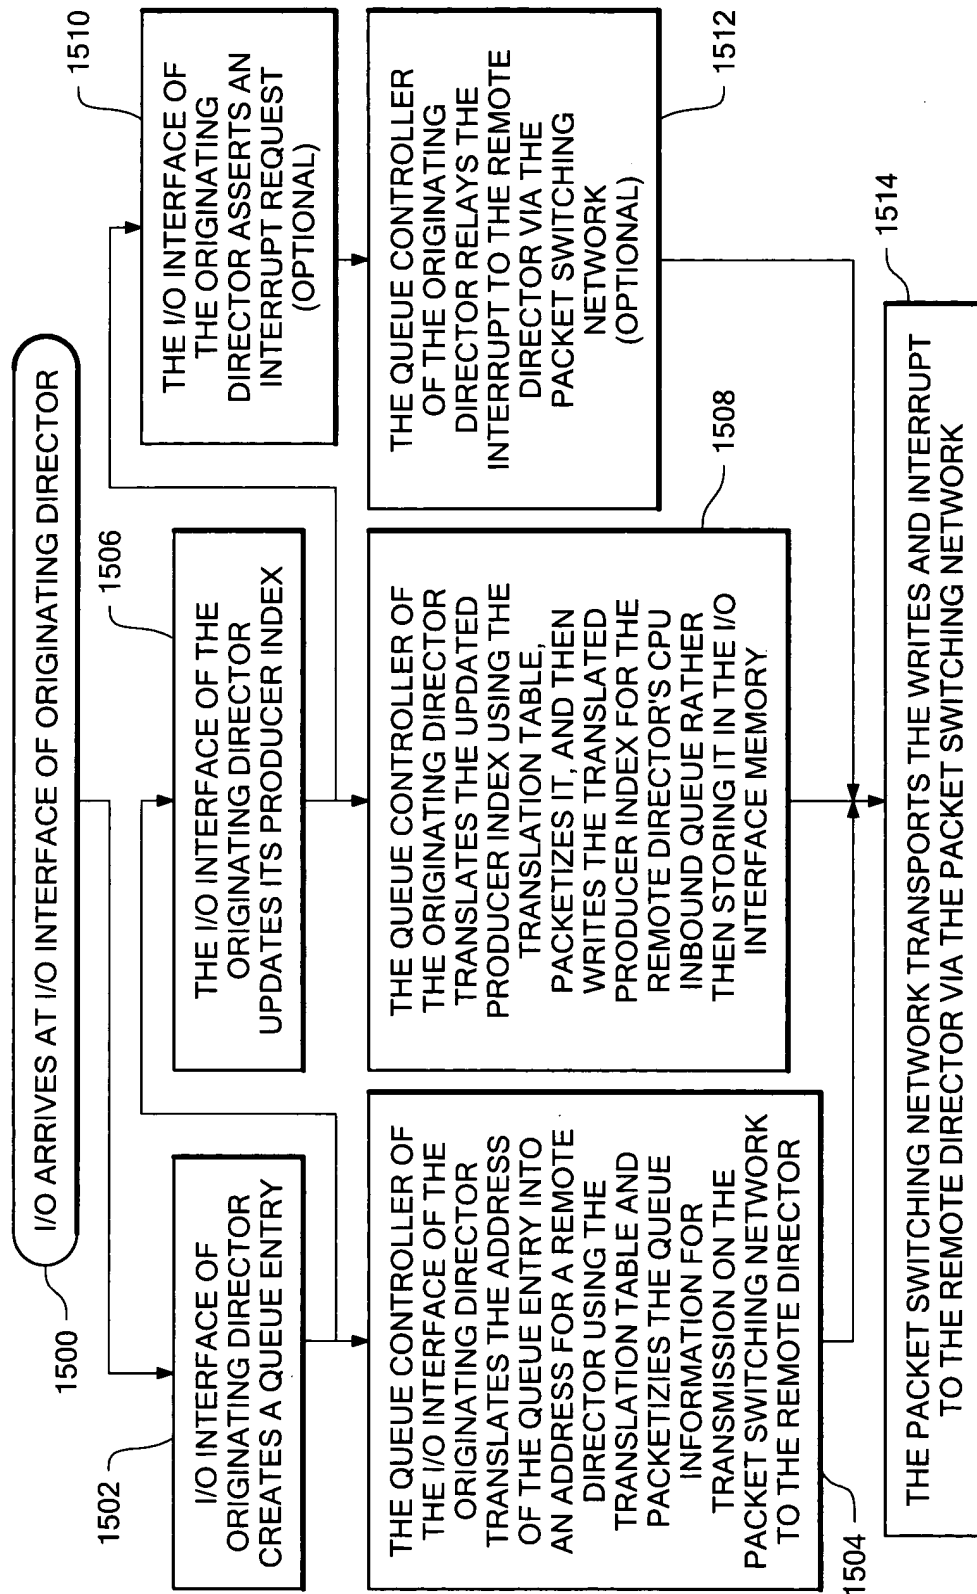 I/O ARRIVES AT I/O INTERFACE OF ORIGINATING DIRECTOR
1500
1502
I/O INTERFACE OF
ORIGINATING DIRECTOR
CREATES A QUEUE ENTRY
THE QUEUE CONTROLLER OF
THE I/O INTERFACE OF THE
ORIGINATING DIRECTOR
TRANSLATES THE ADDRESS
OF THE QUEUE ENTRY INTO
AN ADDRESS FOR A REMOTE
DIRECTOR USING THE
TRANSLATION TABLE AND
PACKETIZES THE QUEUE
INFORMATION FOR
TRANSMISSION ON THE
PACKET SWITCHING NETWORK
TO THE REMOTE DIRECTOR
1504
1506
THE I/O INTERFACE OF THE
ORIGINATING DIRECTOR
UPDATES ITS PRODUCER INDEX
THE QUEUE CONTROLLER OF
THE ORIGINATING DIRECTOR
TRANSLATES THE UPDATED
PRODUCER INDEX USING THE
TRANSLATION TABLE,
PACKETIZES IT, AND THEN
WRITES THE TRANSLATED
PRODUCER INDEX FOR THE
REMOTE DIRECTOR'S CPU
INBOUND QUEUE RATHER
THEN STORING IT IN THE I/O
INTERFACE MEMORY.
1508
1510
THE I/O INTERFACE OF
THE ORIGINATING
DIRECTOR ASSERTS AN
INTERRUPT REQUEST
(OPTIONAL)
THE QUEUE CONTROLLER
OF THE ORIGINATING
DIRECTOR RELAYS THE
INTERRUPT TO THE REMOTE
DIRECTOR VIA THE
PACKET SWITCHING
NETWORK
(OPTIONAL)
1512
1514
THE PACKET SWITCHING NETWORK TRANSPORTS THE WRITES AND INTERRUPT
TO THE REMOTE DIRECTOR VIA THE PACKET SWITCHING NETWORK